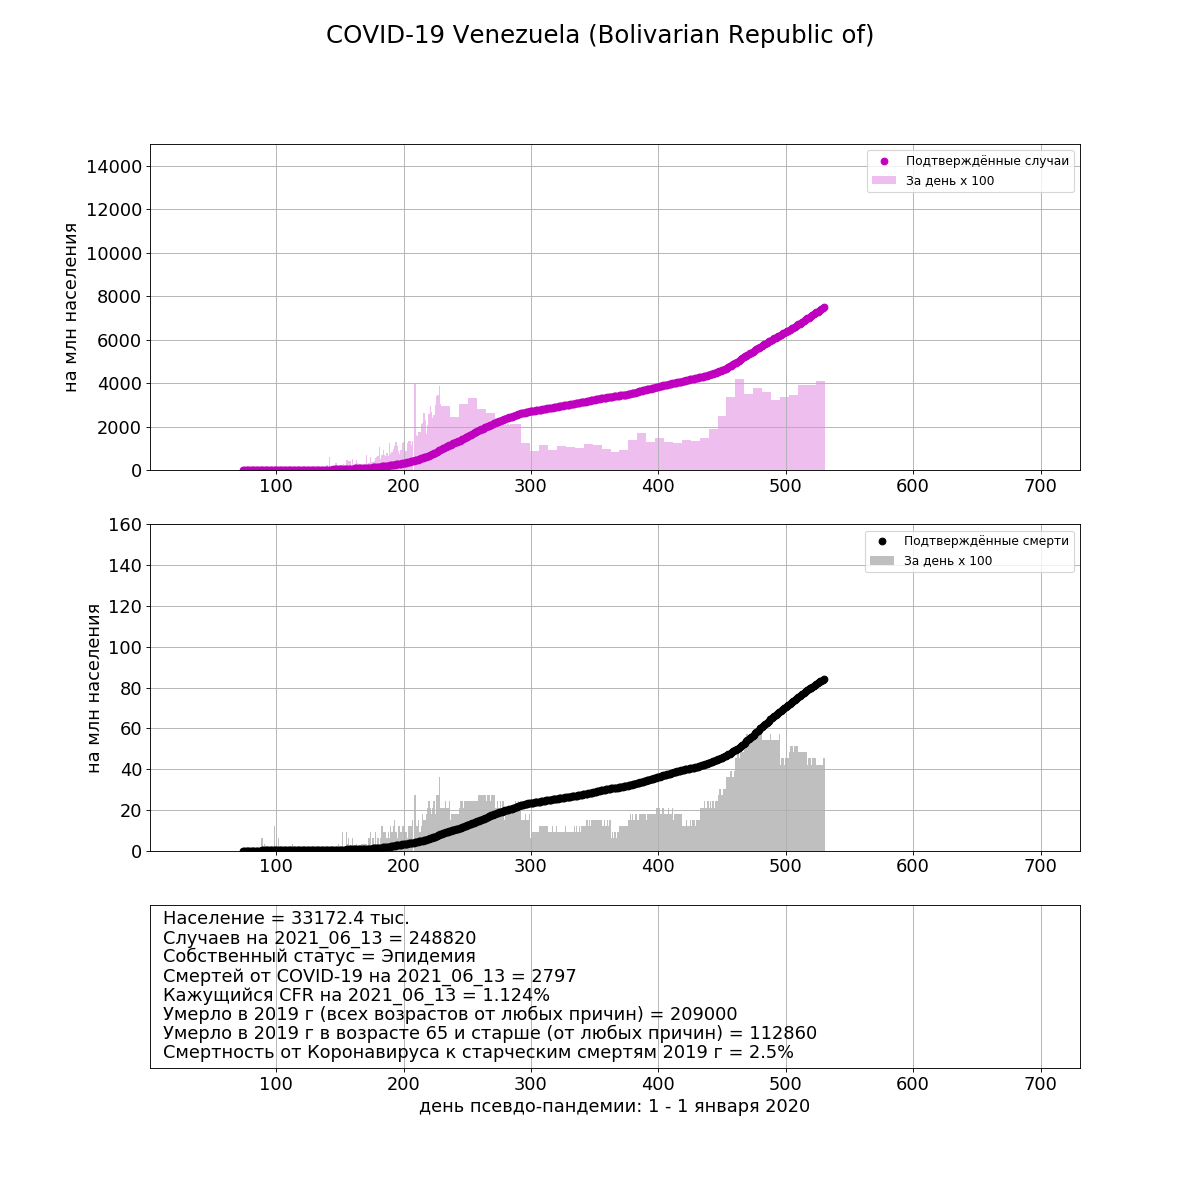 COVID-19 Venezuela (Bolivarian Republic of)
14000
12000
10000
8000
6000
4000
2000
0
на млн населения
Подтверждённые случаи
За день x 100
100 200 300 400 500 600 700
160
140
120
100
80
60
40
20
0
на млн населения
Подтверждённые смерти
За день x 100
100 200 300 400 500 600 700
Население = 33172.4 тыс.
Случаев на 2021_06_13 = 248820
Собственный статус = Эпидемия
Смертей от COVID-19 на 2021_06_13 = 2797
Кажущийся CFR на 2021_06_13 = 1.124%
Умерло в 2019 г (всех возрастов от любых причин) = 209000
Умерло в 2019 г в возрасте 65 и старше (от любых причин) = 112860
Смертность от Коронавируса к старческим смертям 2019 г = 2.5%
100 200 300 400 500 600 700
день псевдо-пандемии: 1 - 1 января 2020